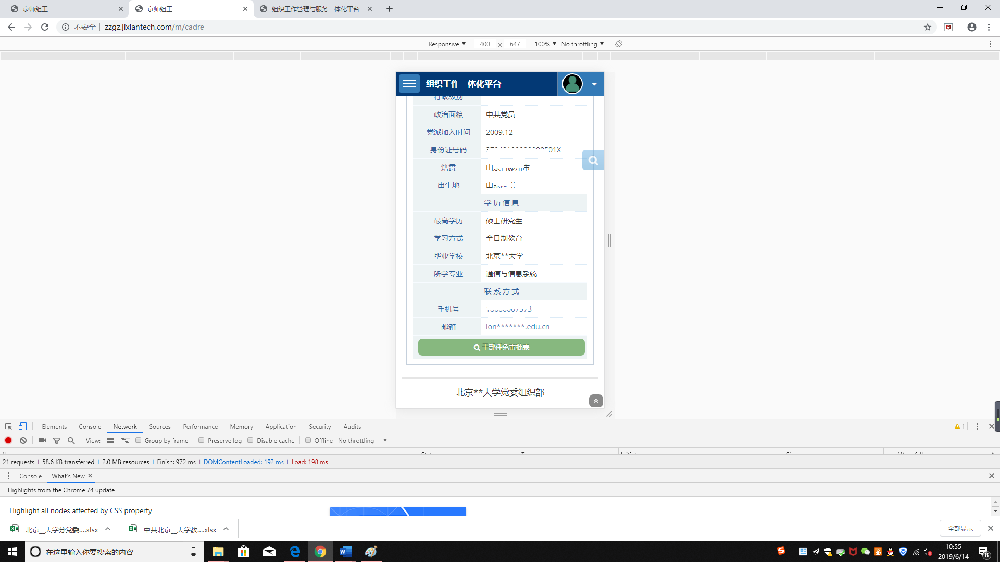 京师组工
京师组工
组织工作管理与服务一体化平台
不安全 zzgz.jixiantech.com/m/cadre
Responsive 400 × 647 100% No throttling
组织工作一体化平台
行政级别
政治面貌 中共党员
党派加入时间 2009.12
身份证号码
籍贯
出生地
学历信息
最高学历 硕士研究生
学习方式 全日制教育
毕业学校 北京**大学
所学专业 通信与信息系统
联系方式
手机号
邮箱 lon*******.edu.cn
干部任免审批表
北京**大学党委组织部
Elements Console Network Sources Performance Memory Application Security Audits 1
View: Group by frame Preserve log Disable cache Offline No throttling
Name Status Type Initiator Size Waterfall
21 requests 58.6 KB transferred 2.0 MB resources Finish: 972 ms DOMContentLoaded: 192 ms Load: 198 ms
Console What's New
Highlights from the Chrome 74 update
Highlight all nodes affected by CSS property
北京__大学分党委....xlsx 中共北京__大学教....xlsx 全部显示
在这里输入你要搜索的内容
10:55
2019/6/14
8